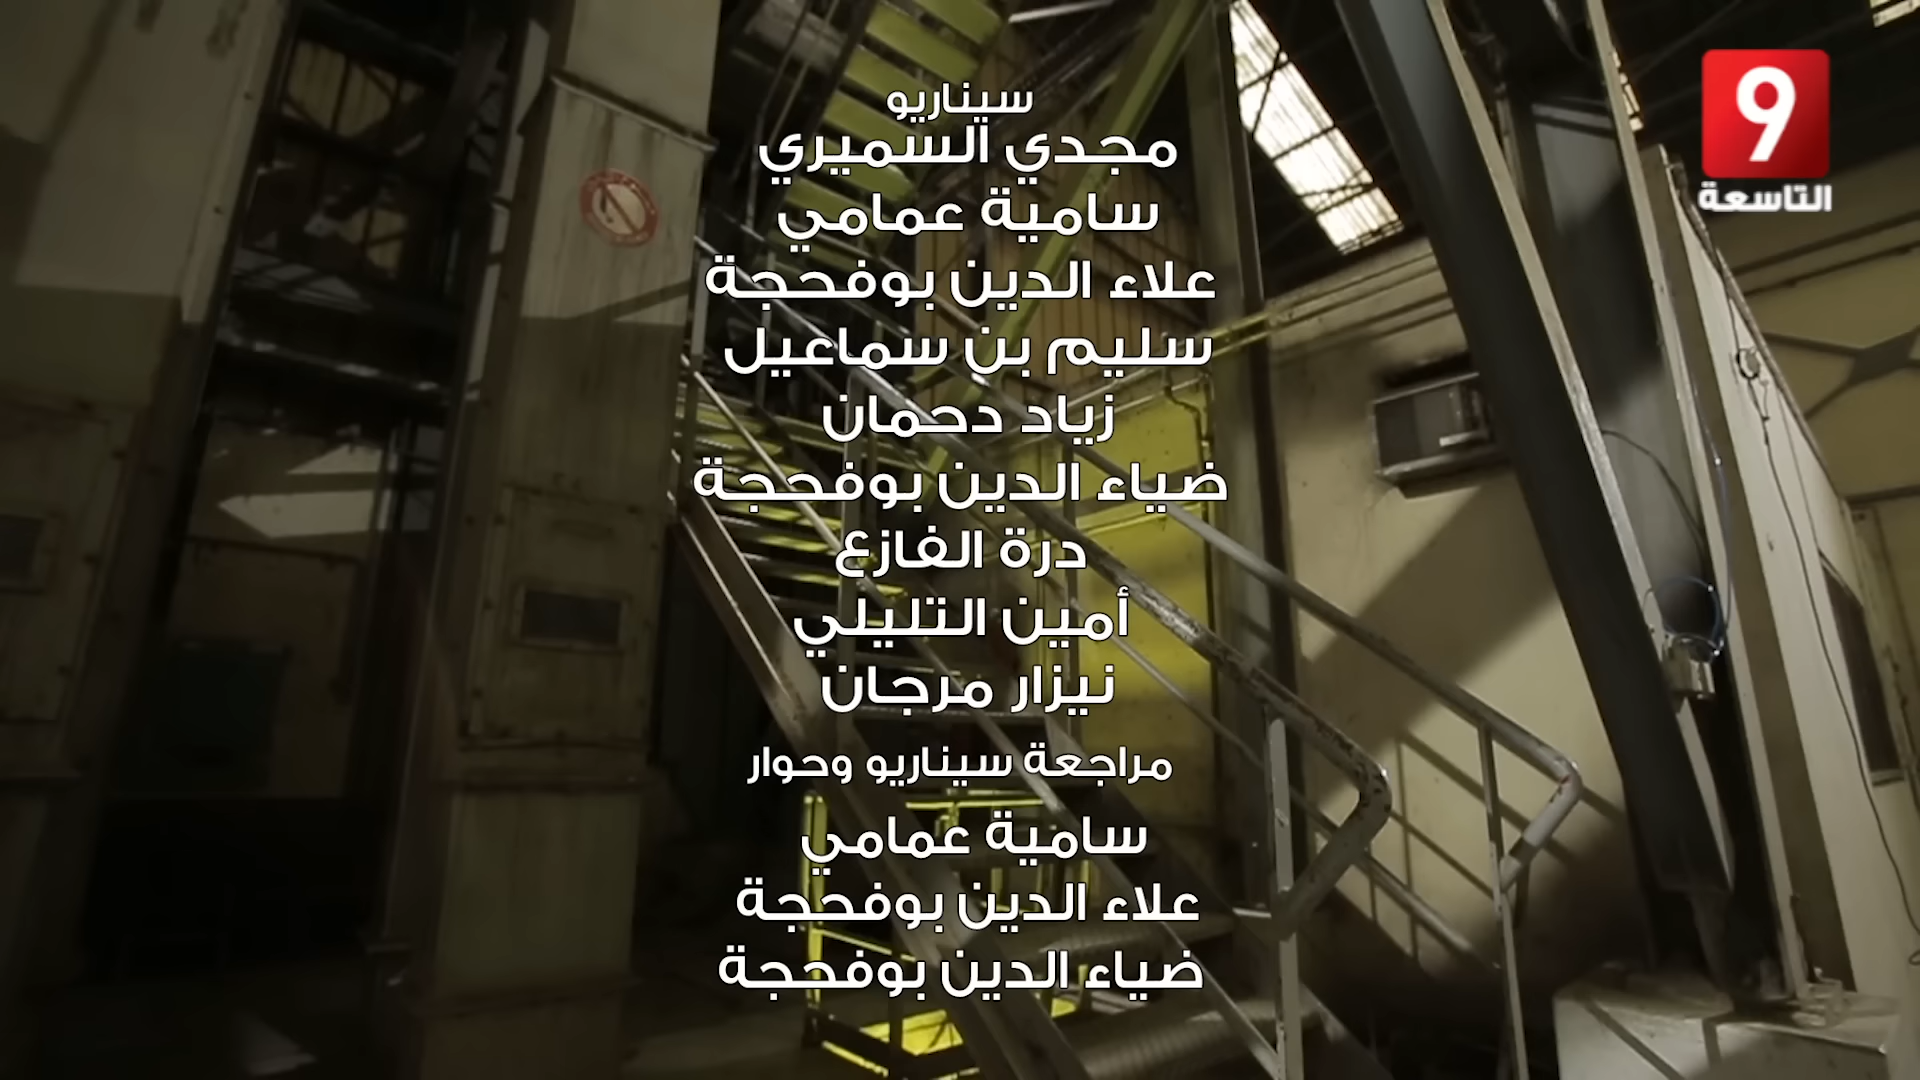 سيناريو
مجدي السميري
سامية عمامي
علاء الدين بوفحجة
سليم بن سماعيل
زياد دحمان
ضياء الدين بوفحجة
درة الفازع
أمين التليلي
نيزار مرجان
مراجعة سيناريو وحوار
سامية عمامي
علاء الدين بوفحجة
ضياء الدين بوفحجة
9
التاسعة